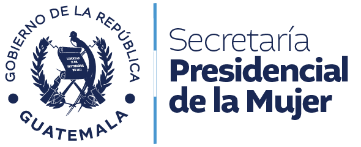 GOBIERNO DE LA REPÚBLICA
GUATEMALA
Secretaría
Presidencial
de la Mujer